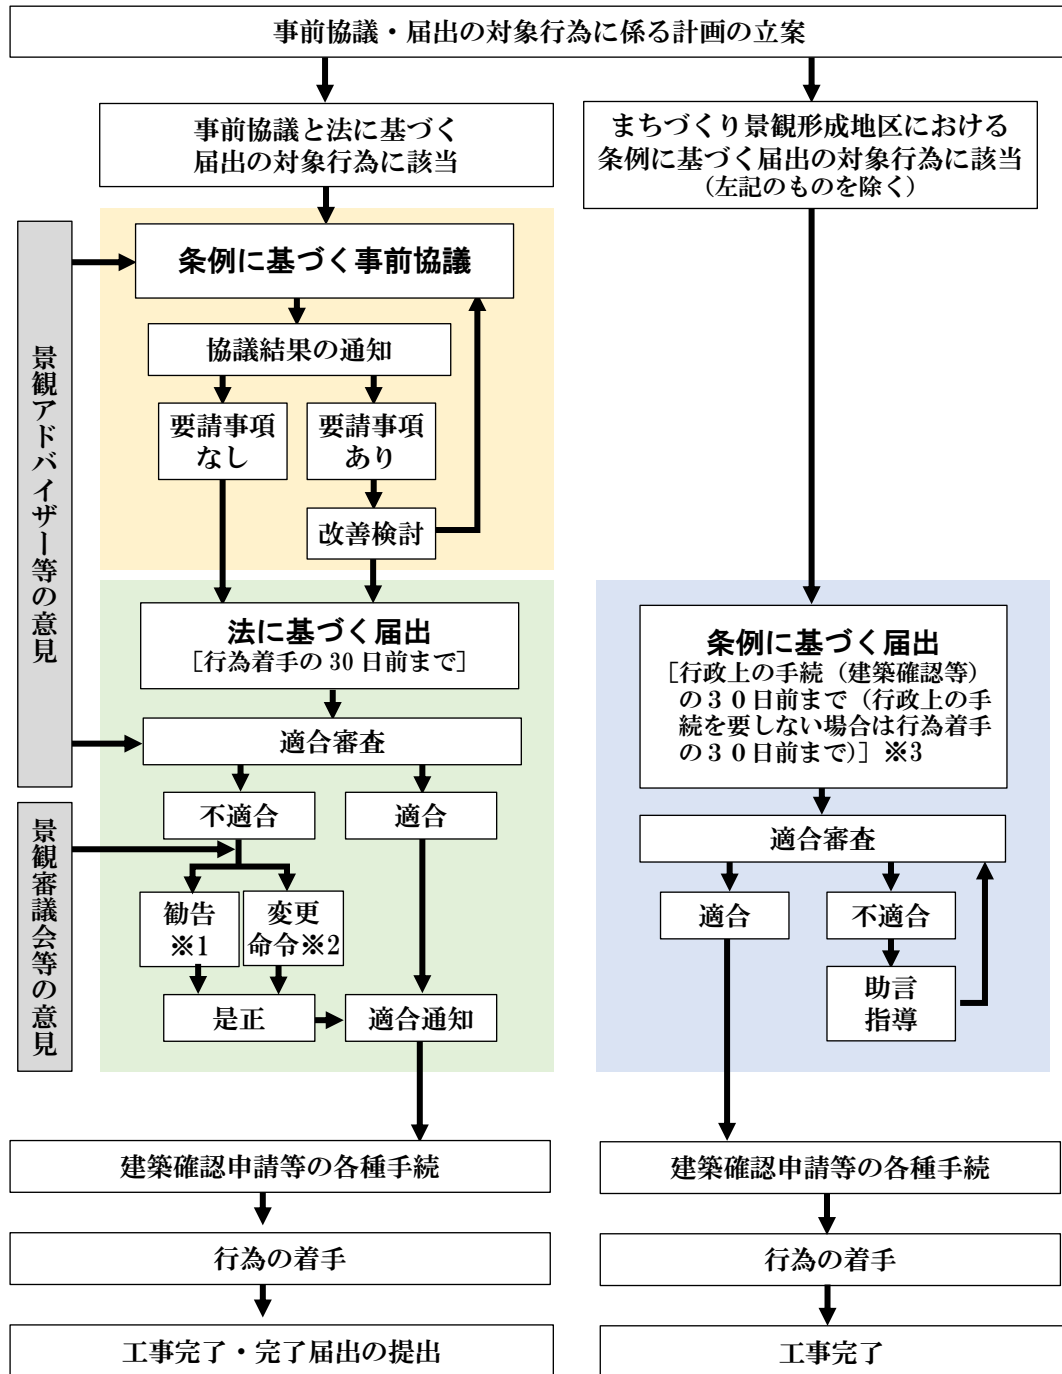 事前協議・届出の対象行為に係る計画の立案
事前協議と法に基づく
届出の対象行為に該当
まちづくり景観形成地区における
条例に基づく届出の対象行為に該当
（左記のものを除く）
景観アドバイザー等の意見
条例に基づく事前協議
協議結果の通知
要請事項
なし
要請事項
あり
改善検討
法に基づく届出
［行為着手の 30 日前まで］
適合審査
不適合
適合
景観審議会等の意見
勧告
※1
変更
命令※2
是正
適合通知
条例に基づく届出
［行政上の手続（建築確認等）
の３０日前まで（行政上の手
続を要しない場合は行為着手
の３０日前まで）］※3
適合審査
適合
不適合
助言
指導
建築確認申請等の各種手続
行為の着手
工事完了・完了届出の提出
建築確認申請等の各種手続
行為の着手
工事完了